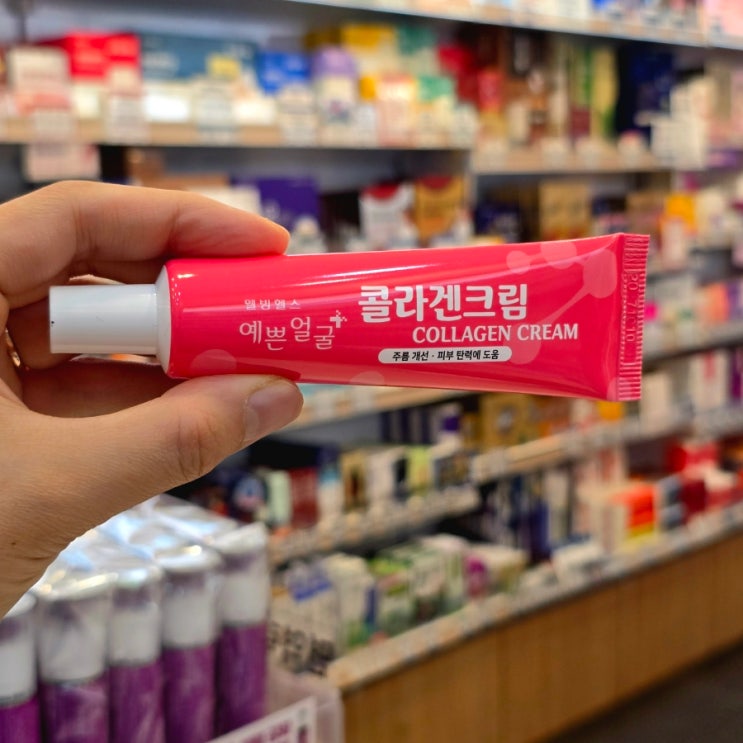 웰빙헬스
예쁜얼굴+
콜라겐크림
COLLAGEN CREAM
주름 개선 · 피부 탄력에 도움